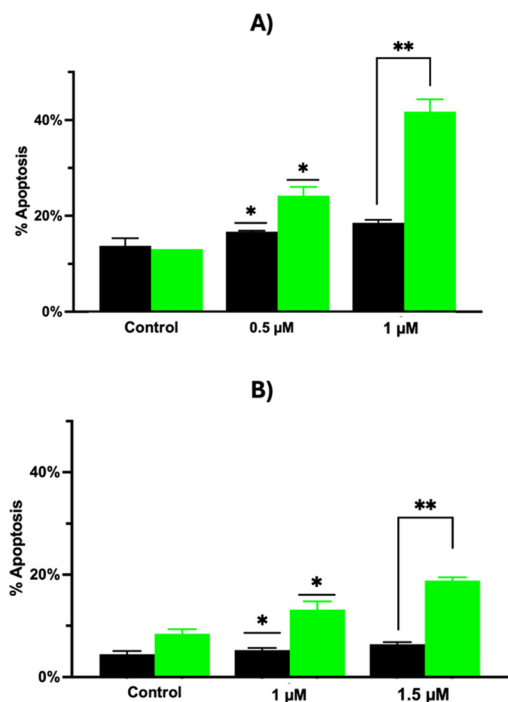 A)
**
% Apoptosis
40%
*
*
20%
0%
Control
0.5 µM
1 µM
B)
% Apoptosis
40%
**
20%
*
*
0%
Control
1 µM
1.5 µM